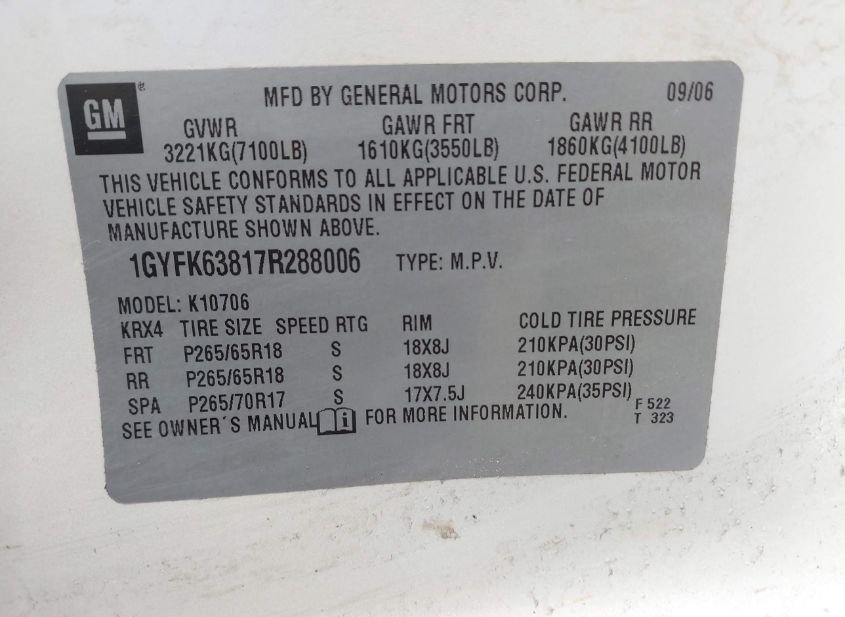 GM ®
MFD BY GENERAL MOTORS CORP. 09/06
GVWR GAWR FRT GAWR RR
3221KG(7100LB) 1610KG(3550LB) 1860KG(4100LB)
THIS VEHICLE CONFORMS TO ALL APPLICABLE U.S. FEDERAL MOTOR
VEHICLE SAFETY STANDARDS IN EFFECT ON THE DATE OF
MANUFACTURE SHOWN ABOVE.
1GYFK63817R288006 TYPE: M.P.V.
MODEL: K10706
KRX4 TIRE SIZE SPEED RTG RIM COLD TIRE PRESSURE
FRT P265/65R18 S 18X8J 210KPA(30PSI)
RR P265/65R18 S 18X8J 210KPA(30PSI)
SPA P265/70R17 S 17X7.5J 240KPA(35PSI)
SEE OWNER´S MANUAL i FOR MORE INFORMATION. F 522
T 323